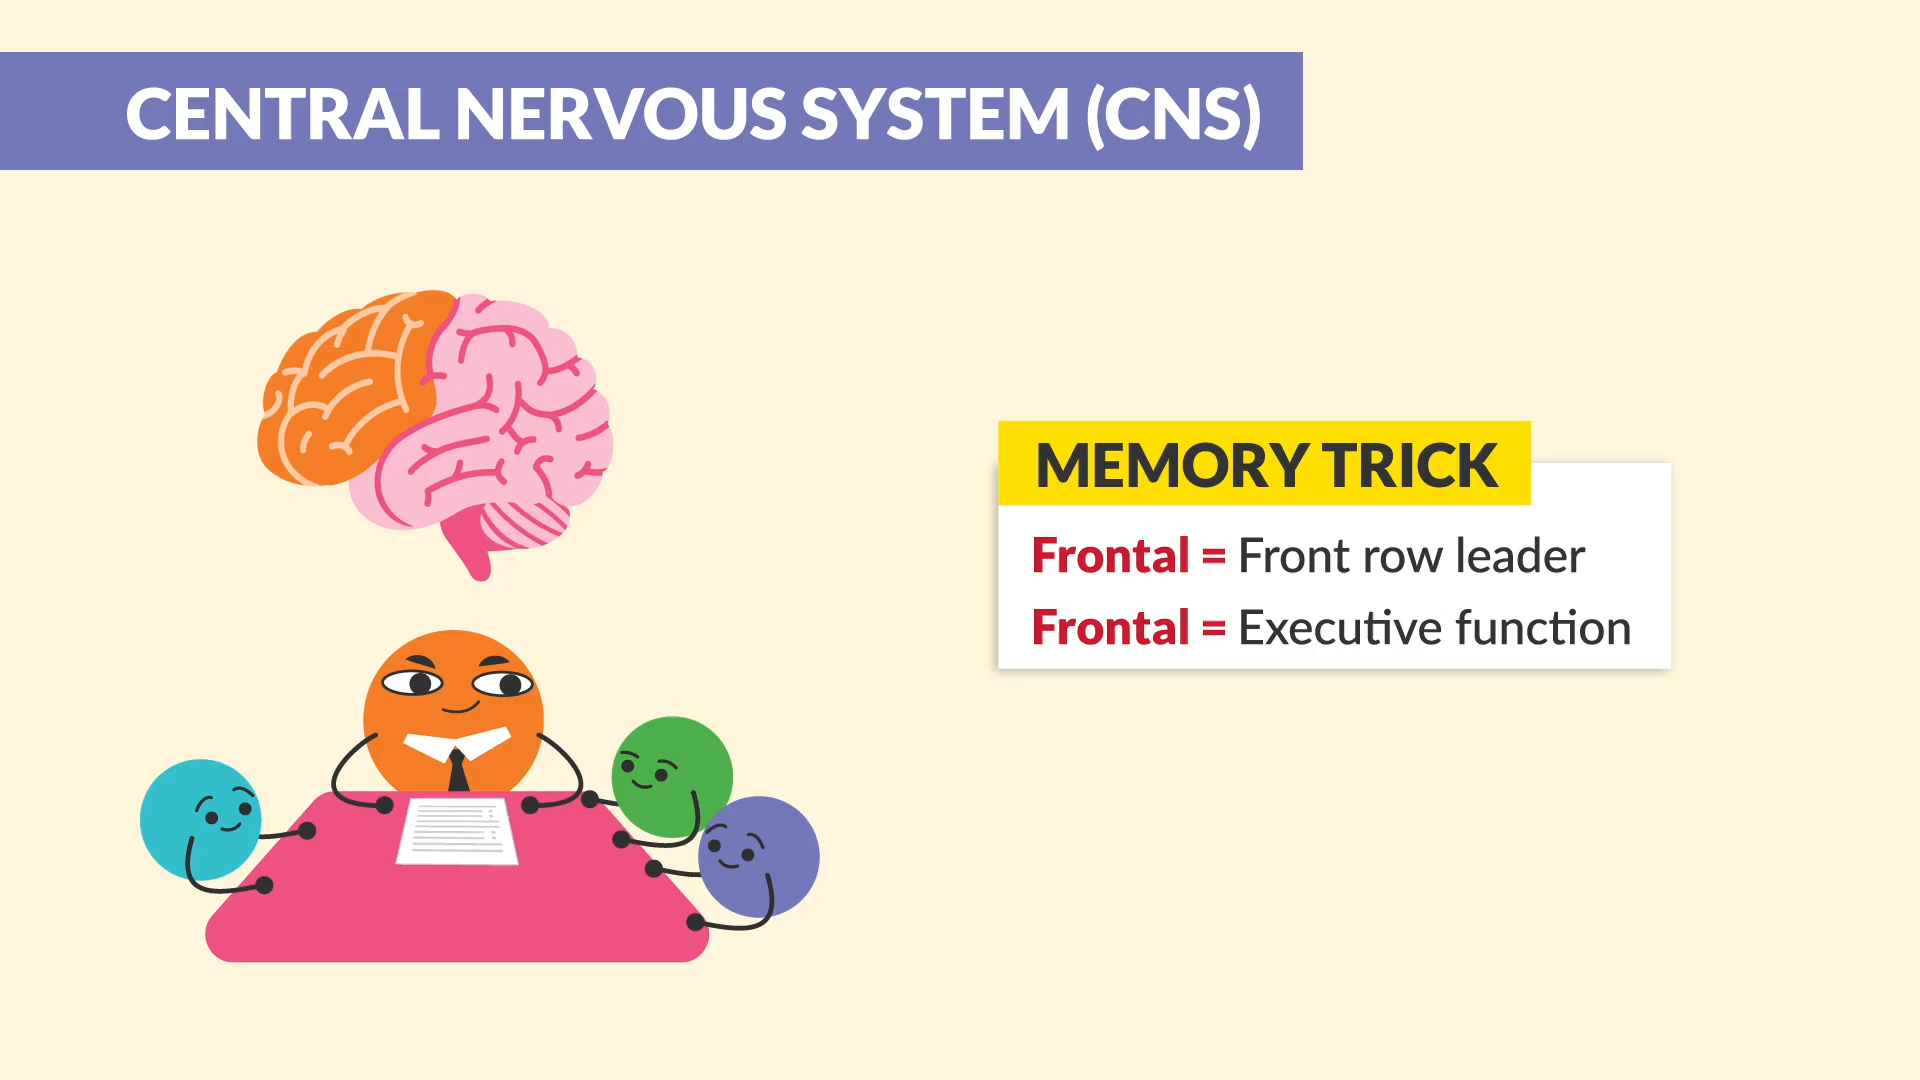 CENTRAL NERVOUS SYSTEM (CNS)
MEMORY TRICK
Frontal = Front row leader
Frontal = Executive function